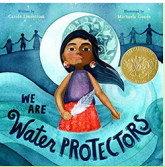 Written by
Carole Lindstrom
Illustrated by
Michaela Goade
WE
ARE
Water PROTECTORS